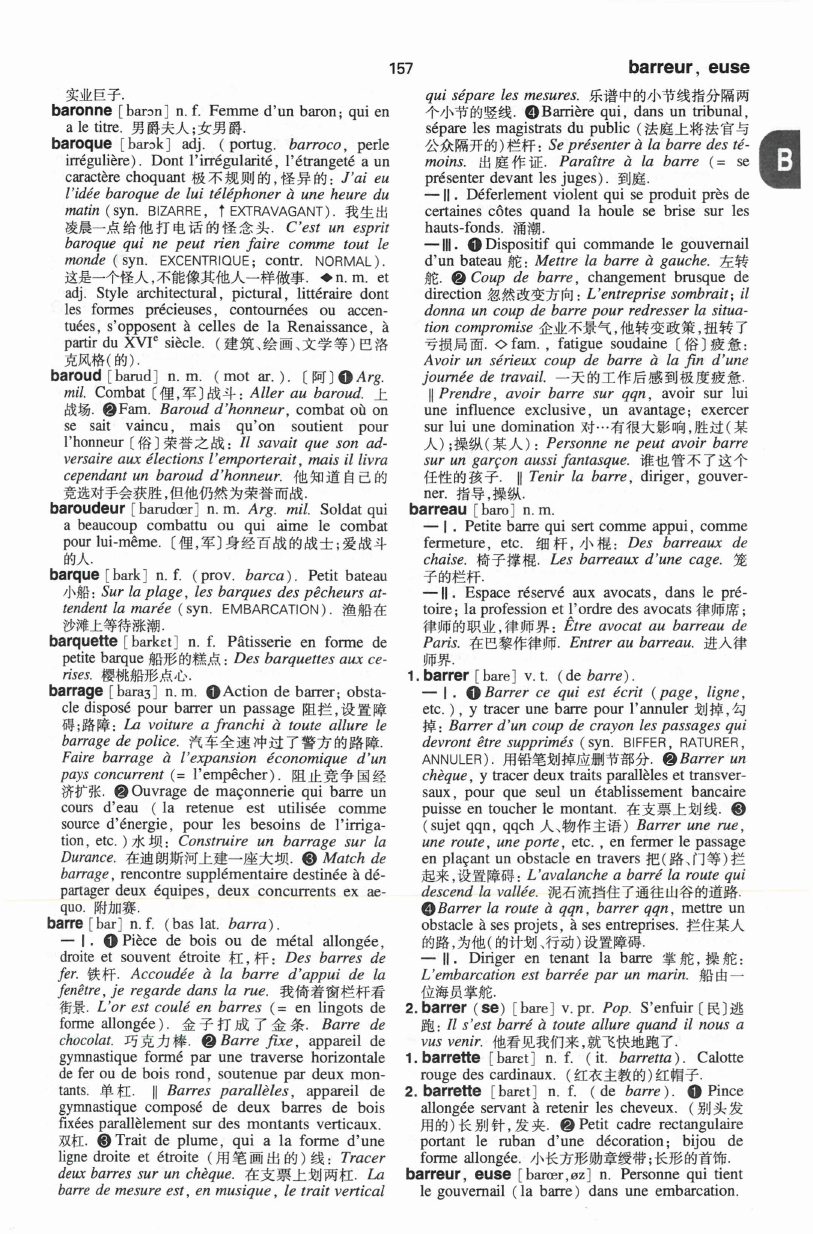 157
barreur, euse
实业巨子.
baronne [barɔn] n. f. Femme d'un baron; qui en
a le titre. 男爵夫人;女男爵.
baroque [barɔk] adj. ( portug. barroco, perle
irrégulière). Dont l'irrégularité, l'étrangeté a un
caractère choquant 极不规则的,怪异的: J'ai eu
l'idée baroque de lui téléphoner à une heure du
matin (syn. BIZARRE, ↑ EXTRAVAGANT). 我生出
凌晨一点给他打电话的怪念头. C'est un esprit
baroque qui ne peut rien faire comme tout le
monde ( syn. EXCENTRIQUE; contr. NORMAL).
这是一个怪人,不能像其他人一样做事. ◆n. m. et
adj. Style architectural, pictural, littéraire dont
les formes précieuses, contournées ou accen-
tuées, s'opposent à celles de la Renaissance, à
partir du XVIe siècle. (建筑、绘画、文学等)巴洛
克风格(的).
baroud [barud] n. m. ( mot ar. ). 〔阿〕❶ Arg.
mil. Combat〔俚,军〕战斗: Aller au baroud. 上
战场. ❷Fam. Baroud d'honneur, combat où on
se sait vaincu, mais qu'on soutient pour
l'honneur〔俗〕荣誉之战: Il savait que son ad-
versaire aux élections l'emporterait, mais il livra
cependant un baroud d'honneur. 他知道自己的
竞选对手会获胜,但他仍然为荣誉而战.
baroudeur [barudœr] n. m. Arg. mil. Soldat qui
a beaucoup combattu ou qui aime le combat
pour lui-même. 〔俚,军〕身经百战的战士;爱战斗
的人.
barque [bark] n. f. (prov. barca). Petit bateau
小船: Sur la plage, les barques des pêcheurs at-
tendent la marée (syn. EMBARCATION). 渔船在
沙滩上等待涨潮.
barquette [barkɛt] n. f. Pâtisserie en forme de
petite barque 船形的糕点: Des barquettes aux ce-
rises. 樱桃船形点心.
barrage [baraʒ] n. m. ❶Action de barrer; obsta-
cle disposé pour barrer un passage 阻拦,设置障
碍;路障: La voiture a franchi à toute allure le
barrage de police. 汽车全速冲过了警方的路障.
Faire barrage à l'expansion économique d'un
pays concurrent (= l'empêcher). 阻止竞争国经
济扩张. ❷Ouvrage de maçonnerie qui barre un
cours d'eau ( la retenue est utilisée comme
source d'énergie, pour les besoins de l'irriga-
tion, etc. )水坝: Construire un barrage sur la
Durance. 在迪朗斯河上建一座大坝. ❸ Match de
barrage, rencontre supplémentaire destinée à dé-
partager deux équipes, deux concurrents ex ae-
quo. 附加赛.
barre [bar] n. f. (bas lat. barra).
— Ⅰ. ❶ Pièce de bois ou de métal allongée,
droite et souvent étroite 杠,杆: Des barres de
fer. 铁杆. Accoudée à la barre d'appui de la
fenêtre, je regarde dans la rue. 我倚着窗栏杆看
街景. L'or est coulé en barres (= en lingots de
forme allongée). 金子打成了金条. Barre de
chocolat. 巧克力棒. ❷ Barre fixe, appareil de
gymnastique formé par une traverse horizontale
de fer ou de bois rond, soutenue par deux mon-
tants. 单杠. ‖ Barres parallèles, appareil de
gymnastique composé de deux barres de bois
fixées parallèlement sur des montants verticaux.
双杠. ❸ Trait de plume, qui a la forme d'une
ligne droite et étroite (用笔画出的)线: Tracer
deux barres sur un chèque. 在支票上划两杠. La
barre de mesure est, en musique, le trait vertical
qui sépare les mesures. 乐谱中的小节线指分隔两
个小节的竖线. ❹Barrière qui, dans un tribunal,
sépare les magistrats du public (法庭上将法官与
公众隔开的)栏杆: Se présenter à la barre des té-
moins. 出庭作证. Paraître à la barre (= se
présenter devant les juges). 到庭.
— Ⅱ. Déferlement violent qui se produit près de
certaines côtes quand la houle se brise sur les
hauts-fonds. 涌潮.
— Ⅲ. ❶ Dispositif qui commande le gouvernail
d'un bateau 舵: Mettre la barre à gauche. 左转
舵. ❷ Coup de barre, changement brusque de
direction 忽然改变方向: L'entreprise sombrait; il
donna un coup de barre pour redresser la situa-
tion compromise 企业不景气,他转变政策,扭转了
亏损局面. ◇ fam. , fatigue soudaine〔俗〕疲惫:
Avoir un sérieux coup de barre à la fin d'une
journée de travail. 一天的工作后感到极度疲惫.
‖ Prendre, avoir barre sur qqn, avoir sur lui
une influence exclusive, un avantage; exercer
sur lui une domination 对…有很大影响,胜过(某
人);操纵(某人): Personne ne peut avoir barre
sur un garçon aussi fantasque. 谁也管不了这个
任性的孩子. ‖ Tenir la barre, diriger, gouver-
ner. 指导,操纵.
barreau [baro] n. m.
— Ⅰ. Petite barre qui sert comme appui, comme
fermeture, etc. 细杆,小棍: Des barreaux de
chaise. 椅子撑棍. Les barreaux d'une cage. 笼
子的栏杆.
— Ⅱ. Espace réservé aux avocats, dans le pré-
toire; la profession et l'ordre des avocats 律师席;
律师的职业,律师界: Être avocat au barreau de
Paris. 在巴黎作律师. Entrer au barreau. 进入律
师界.
1. barrer [bare] v. t. (de barre).
— Ⅰ. ❶ Barrer ce qui est écrit ( page, ligne,
etc. ), y tracer une barre pour l'annuler 划掉,勾
掉: Barrer d'un coup de crayon les passages qui
devront être supprimés (syn. BIFFER, RATURER,
ANNULER). 用铅笔划掉应删节部分. ❷Barrer un
chèque, y tracer deux traits parallèles et transver-
saux, pour que seul un établissement bancaire
puisse en toucher le montant. 在支票上划线. ❸
(sujet qqn, qqch 人、物作主语) Barrer une rue,
une route, une porte, etc. , en fermer le passage
en plaçant un obstacle en travers 把(路、门等)拦
起来,设置障碍: L'avalanche a barré la route qui
descend la vallée. 泥石流挡住了通往山谷的道路.
❹Barrer la route à qqn, barrer qqn, mettre un
obstacle à ses projets, à ses entreprises. 拦住某人
的路,为他(的计划、行动)设置障碍.
— Ⅱ. Diriger en tenant la barre 掌舵,操舵:
L'embarcation est barrée par un marin. 船由一
位海员掌舵.
2. barrer (se) [bare] v. pr. Pop. S'enfuir〔民〕逃
跑: Il s'est barré à toute allure quand il nous a
vus venir. 他看见我们来,就飞快地跑了.
1. barrette [barɛt] n. f. ( it. barretta). Calotte
rouge des cardinaux. (红衣主教的)红帽子.
2. barrette [barɛt] n. f. ( de barre). ❶ Pince
allongée servant à retenir les cheveux. (别头发
用的)长别针,发夹. ❷ Petit cadre rectangulaire
portant le ruban d'une décoration; bijou de
forme allongée. 小长方形勋章绶带;长形的首饰.
barreur, euse [barœr,øz] n. Personne qui tient
le gouvernail (la barre) dans une embarcation.
B